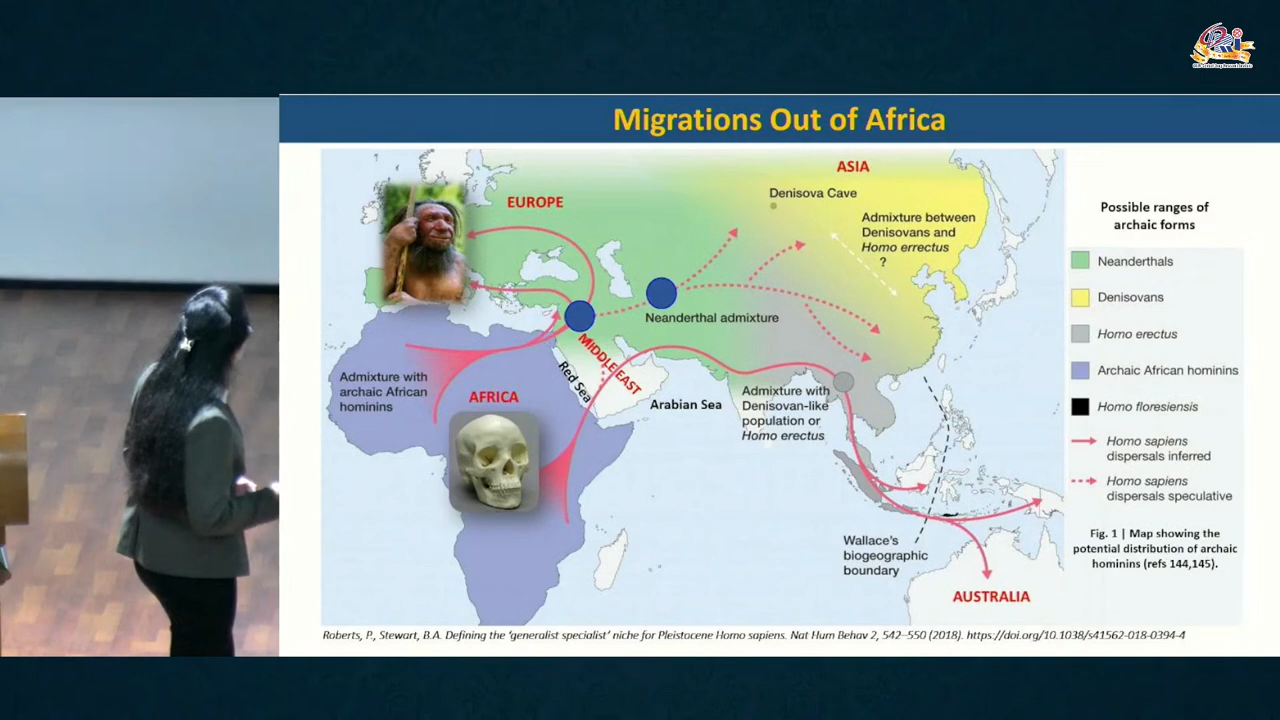 Migrations Out of Africa
ASIA
Denisova Cave
EUROPE
Admixture between
Denisovans and
Homo errectus
?
Neanderthal admixture
MIDDLE EAST
Red Sea
Admixture with
archaic African
hominins
AFRICA
Arabian Sea
Admixture with
Denisovan-like
population or
Homo erectus
Wallace's
biogeographic
boundary
AUSTRALIA
Possible ranges of
archaic forms
Neanderthals
Denisovans
Homo erectus
Archaic African hominins
Homo floresiensis
Homo sapiens
dispersals inferred
Homo sapiens
dispersals speculative
Fig. 1 | Map showing the
potential distribution of archaic
hominins (refs 144,145).
Roberts, P., Stewart, B.A. Defining the 'generalist specialist' niche for Pleistocene Homo sapiens. Nat Hum Behav 2, 542–550 (2018). https://doi.org/10.1038/s41562-018-0394-4